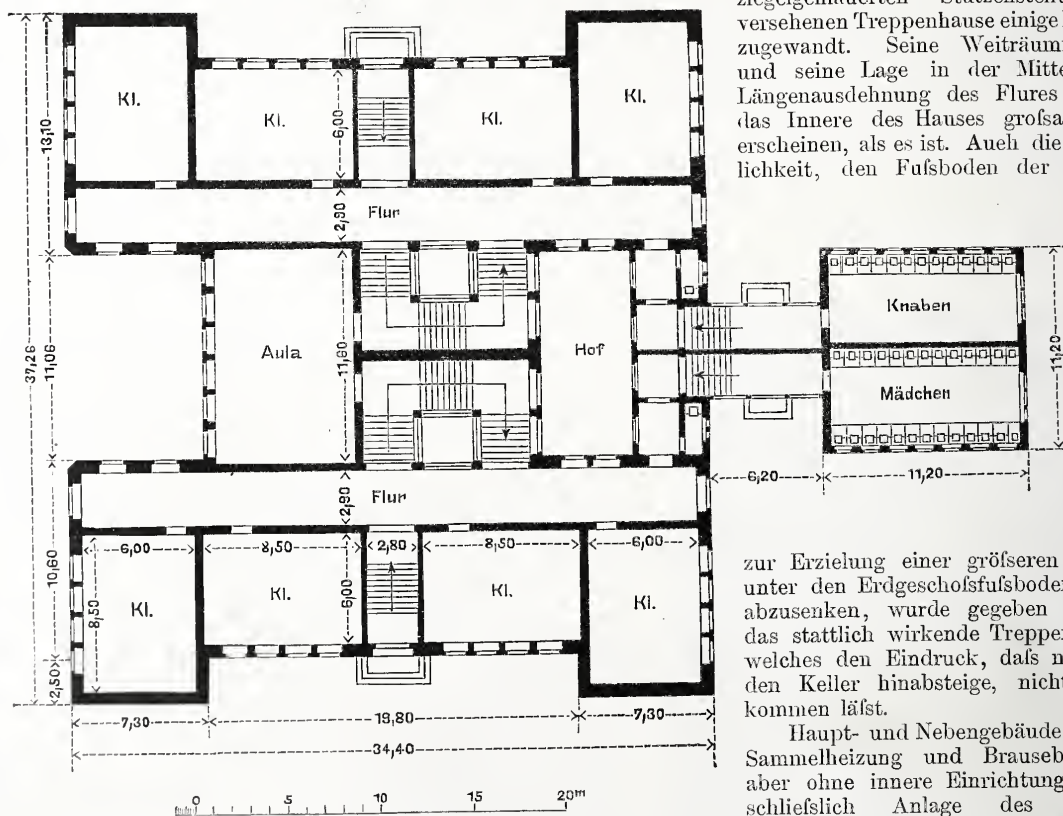 ziegelgemauerten Stützenstell
versehenen Treppenhause einige
zugewandt. Seine Weiträum
und seine Lage in der Mitte
Längenausdehnung des Flures
das Innere des Hauses grofsa
erscheinen, als es ist. Auch die
lichkeit, den Fufsboden der
Kl. Kl. Kl. Kl.
6,00
13,10
Flur
2,80
37,26
11,06
Aula
11,60
Hof
Knaben
Mädchen
11,20
6,20 11,20
Flur
2,80
6,00 8,50 2,80 8,50 6,00
10,60
8,50
6,00
Kl. Kl. Kl. Kl.
2,50
7,30 19,80 7,30
34,40
0 5 10 15 20m
zur Erzielung einer gröfseren
unter den Erdgeschofsfufsbode
abzusenken, wurde gegeben
das stattlich wirkende Treppe
welches den Eindruck, dafs m
den Keller hinabsteige, nicht
kommen läfst.
Haupt- und Nebengebäude
Sammelheizung und Brauseb
aber ohne innere Einrichtung
schliefslich Anlage des